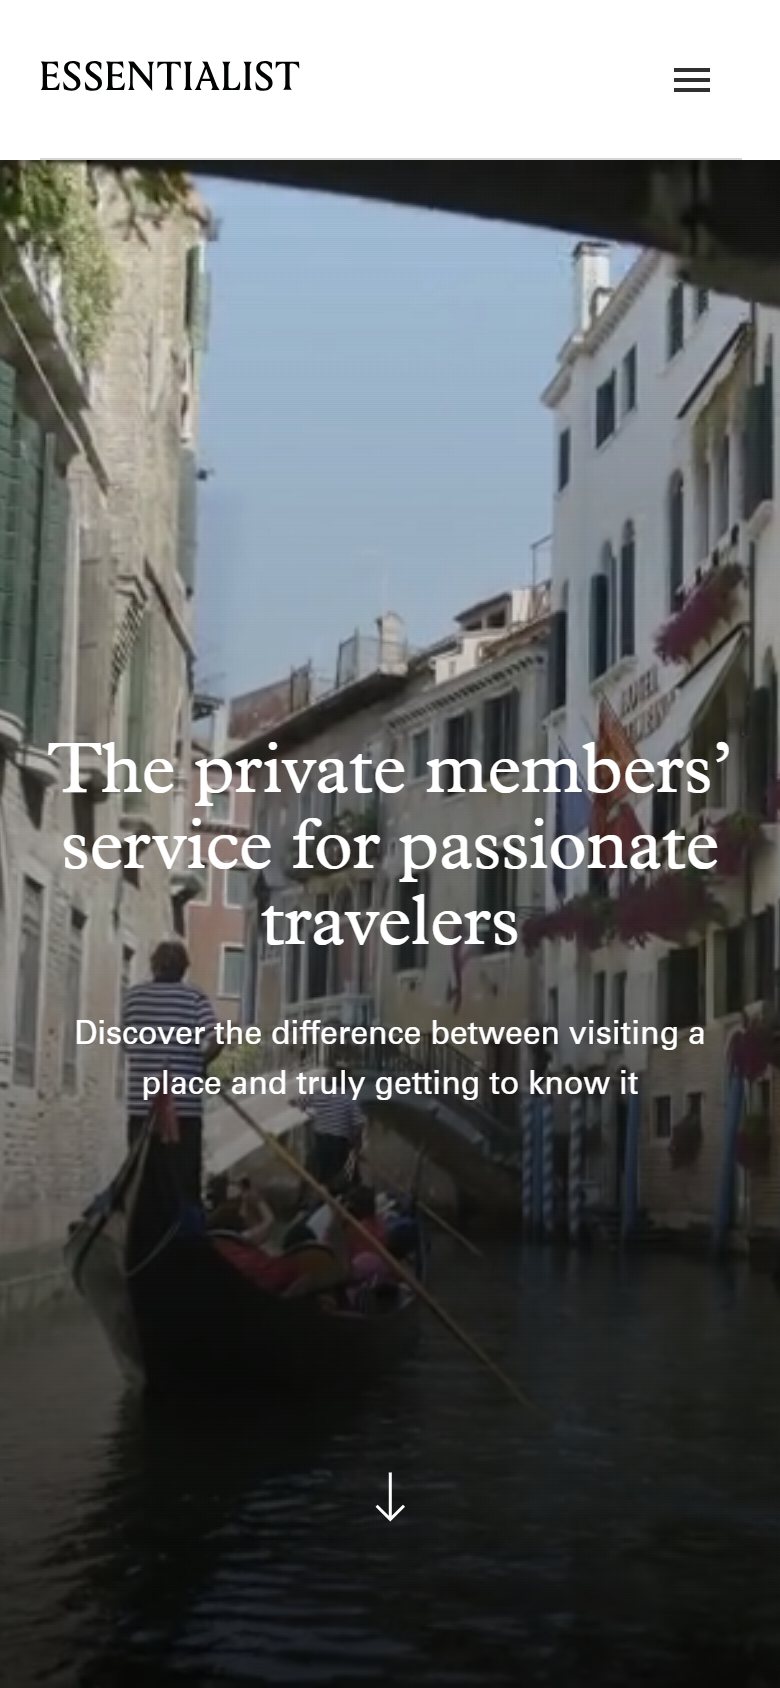 ESSENTIALIST
HOTEL
The private members’
service for passionate
travelers
Discover the difference between visiting a
place and truly getting to know it